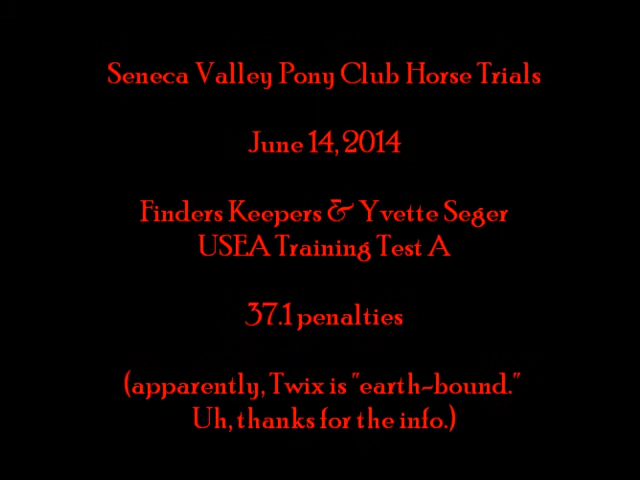 Seneca Valley Pony Club Horse Trials
June 14, 2014
Finders Keepers & Yvette Seger
USEA Training Test A
37.1 penalties
(apparently, Twix is "earth-bound."
Uh, thanks for the info.)